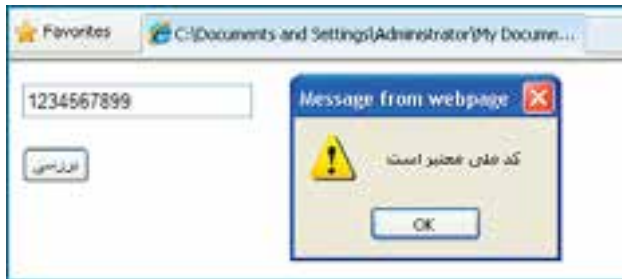 Favorites
C:\Documents and Settings\Administrator\My Docume...
1234567899
Message from webpage
کد ملی معتبر است
بررسی
OK